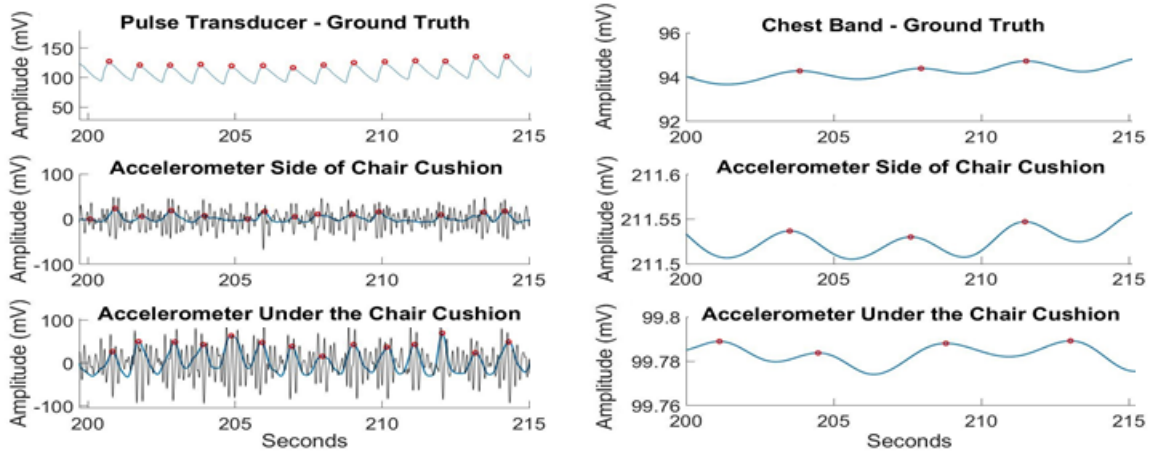 Pulse Transducer - Ground Truth
Amplitude (mV)
150
100
50
200 205 210 215
Accelerometer Side of Chair Cushion
Amplitude (mV)
100
0
-100
200 205 210 215
Accelerometer Under the Chair Cushion
Amplitude (mV)
100
0
-100
200 205 210 215
Seconds
Chest Band - Ground Truth
Amplitude (mV)
96
94
92
200 205 210 215
Accelerometer Side of Chair Cushion
Amplitude (mV)
211.6
211.55
211.5
200 205 210 215
Accelerometer Under the Chair Cushion
Amplitude (mV)
99.8
99.78
99.76
200 205 210 215
Seconds